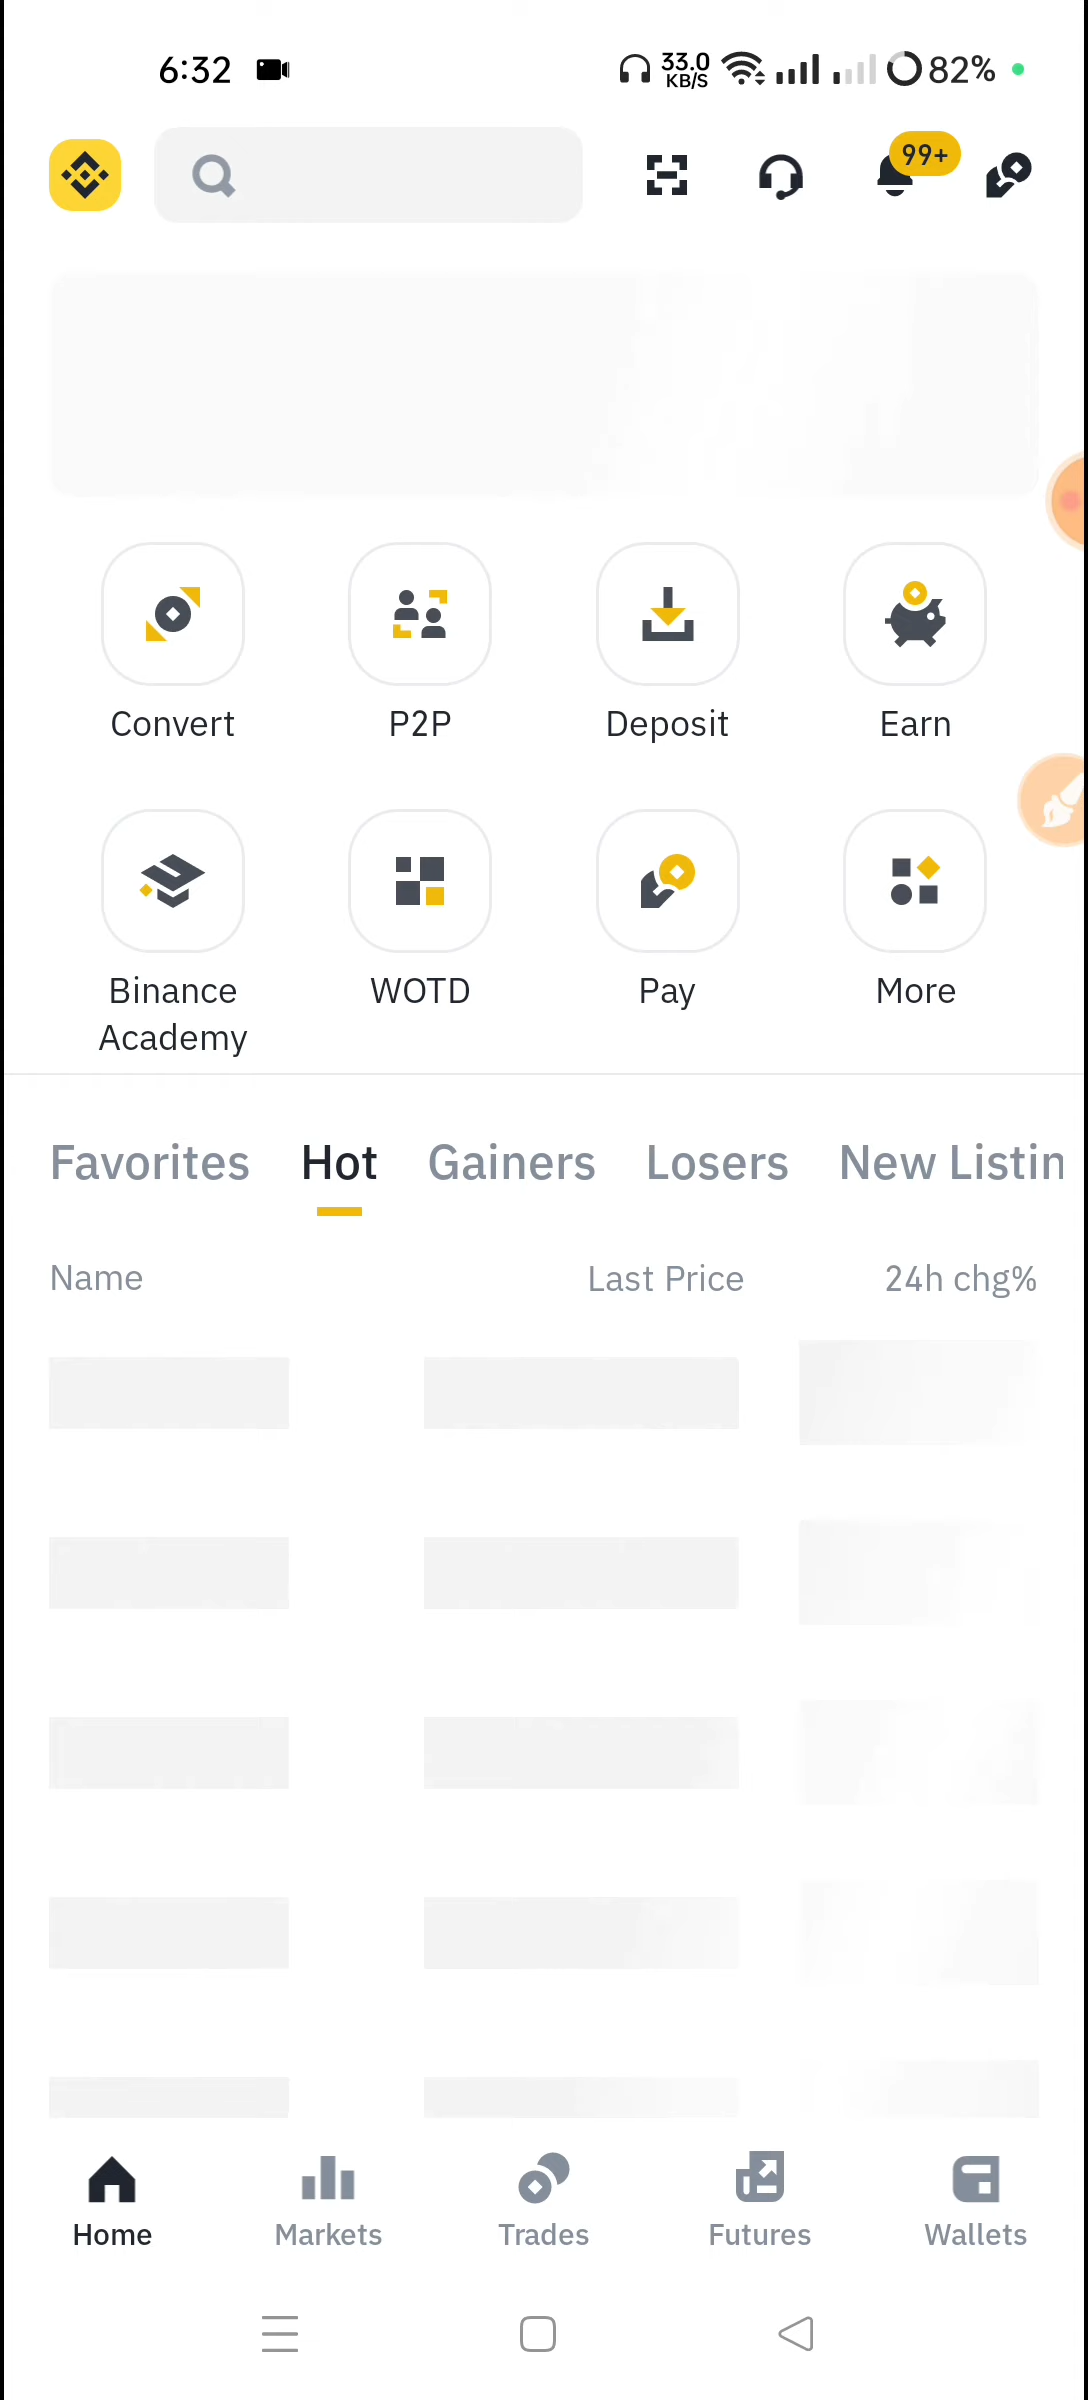 6:32 33.0 KB/S 82%
99+
Convert P2P Deposit Earn
Binance Academy WOTD Pay More
Favorites Hot Gainers Losers New Listin
Name Last Price 24h chg%
Home Markets Trades Futures Wallets